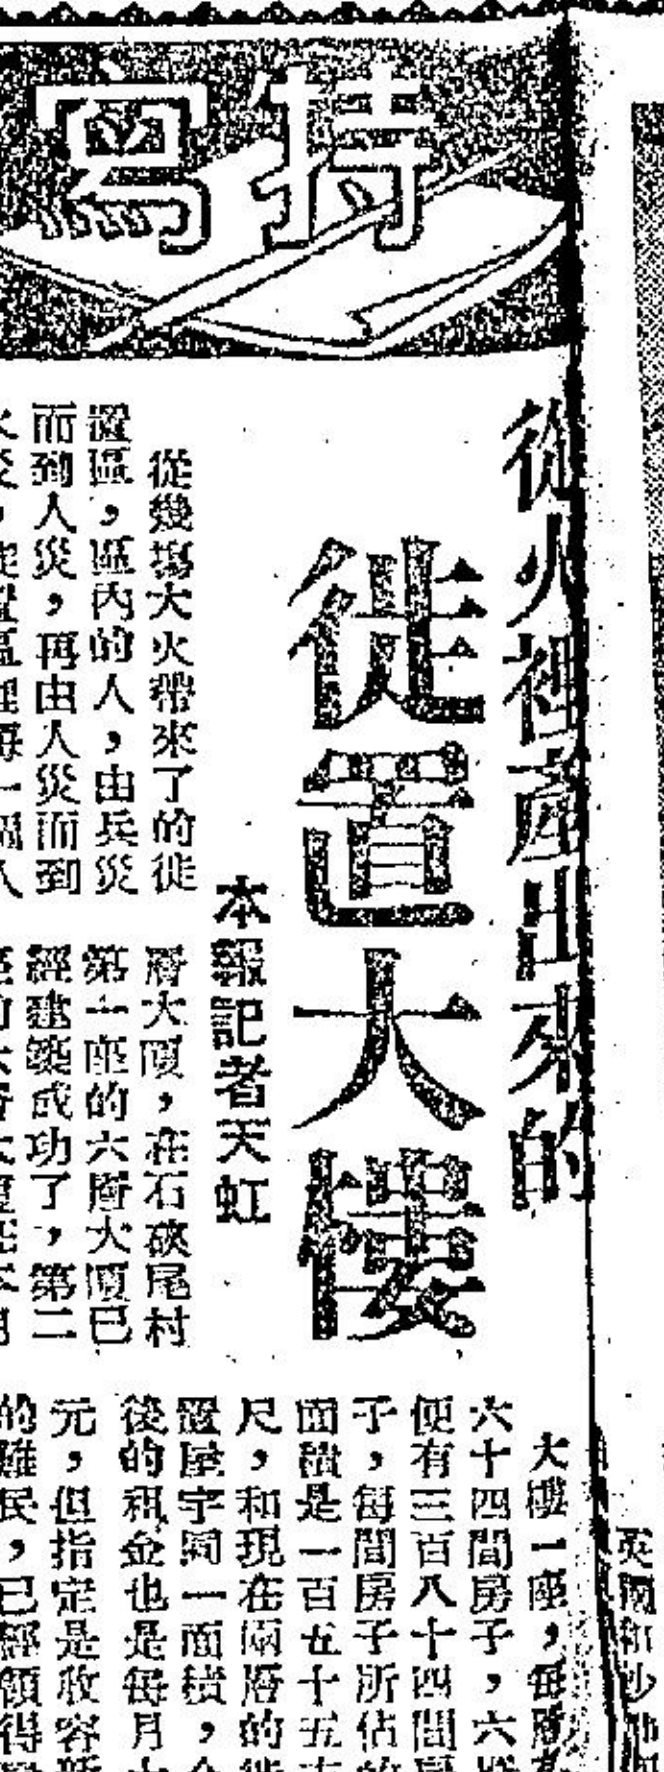 特寫
從火裡產出來的
徙置大樓
本報記者天虹
從幾塲大火帶來了的徙
置區，區內的人，由兵災
而到人災，再由人災而到
層大廈，在石硤尾村
第一座的六層大廈已
經建築成功了，第二
大樓一座，每層有
六十四間房子，六層
便有三百八十四間房
子，每間房子所佔的
面積是一百五十五方
尺，和現在兩層的徙
置屋宇同一面積，
後的租金也是每月十
元，但指定是收容
的難民，已經領得